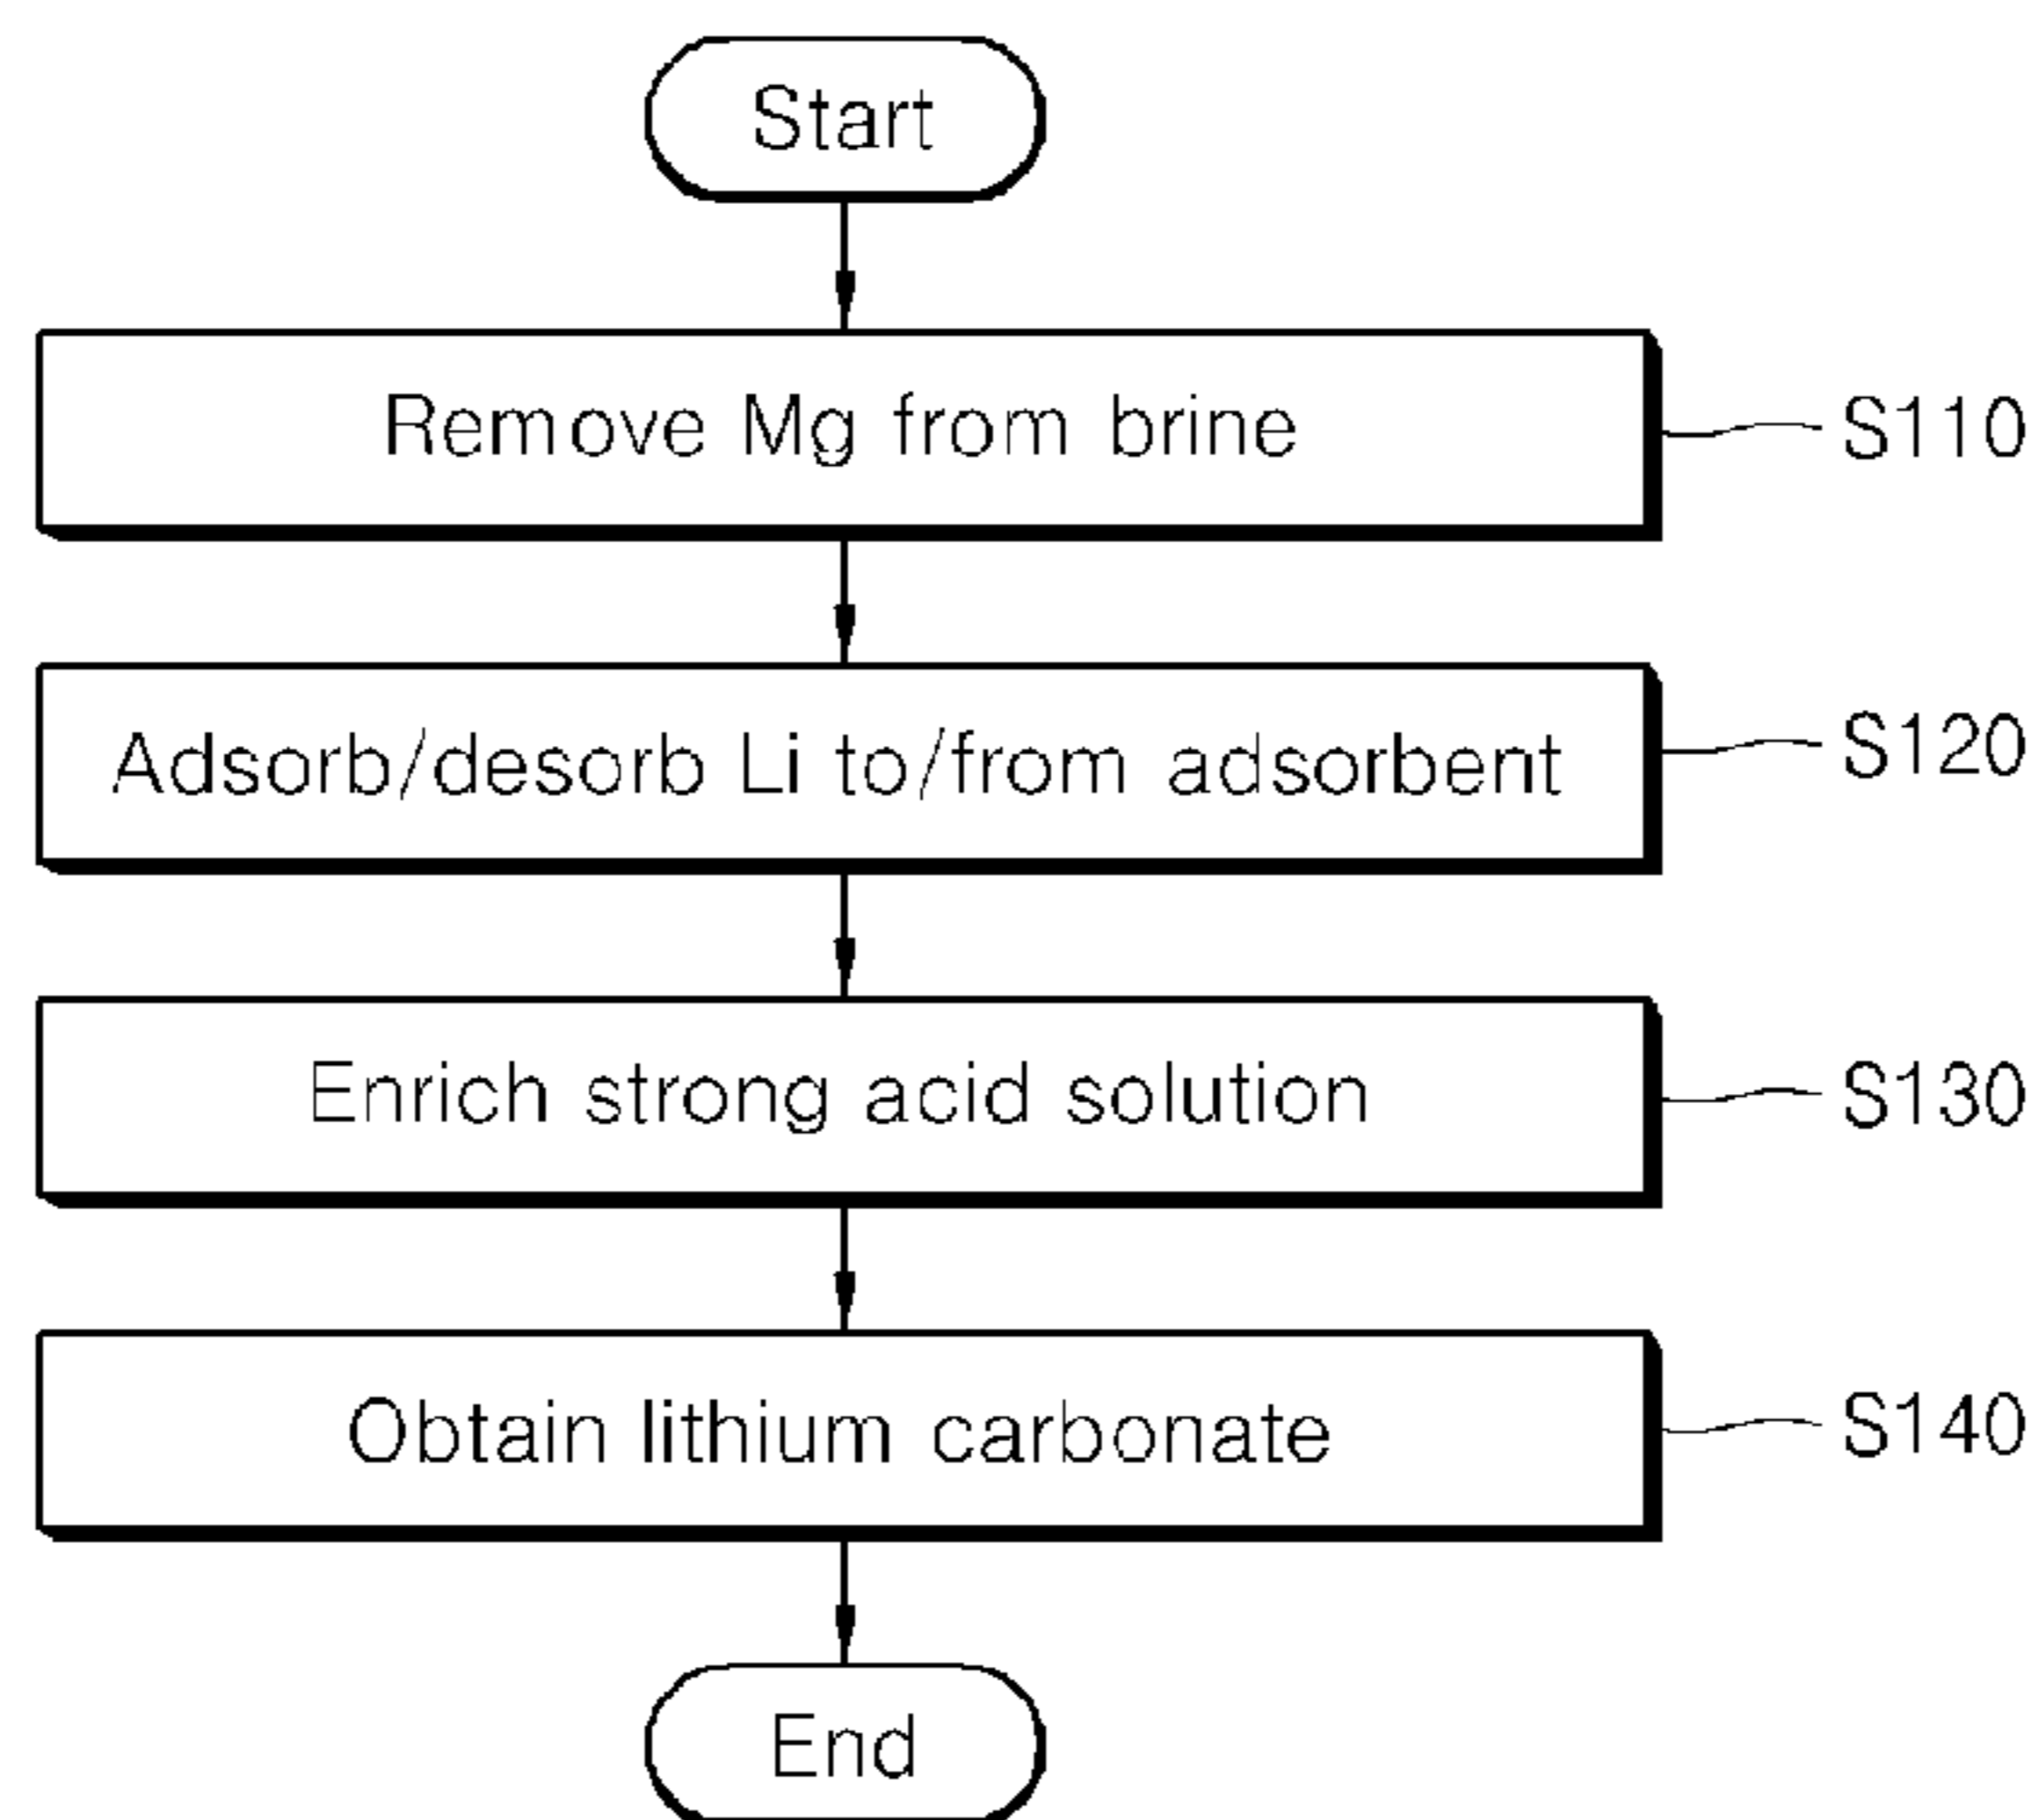 Start
Remove Mg from brine
S110
Adsorb/desorb Li to/from adsorbent
S120
Enrich strong acid solution
S130
Obtain lithium carbonate
S140
End